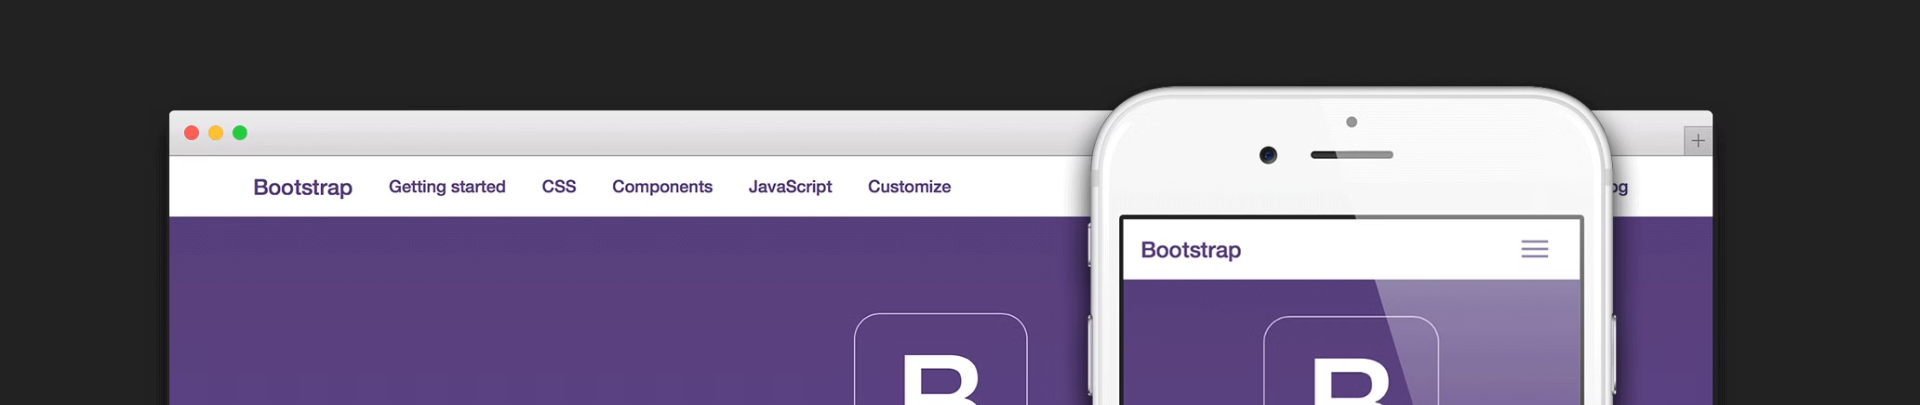 Bootstrap Getting started CSS Components JavaScript Customize
Bootstrap
B
B